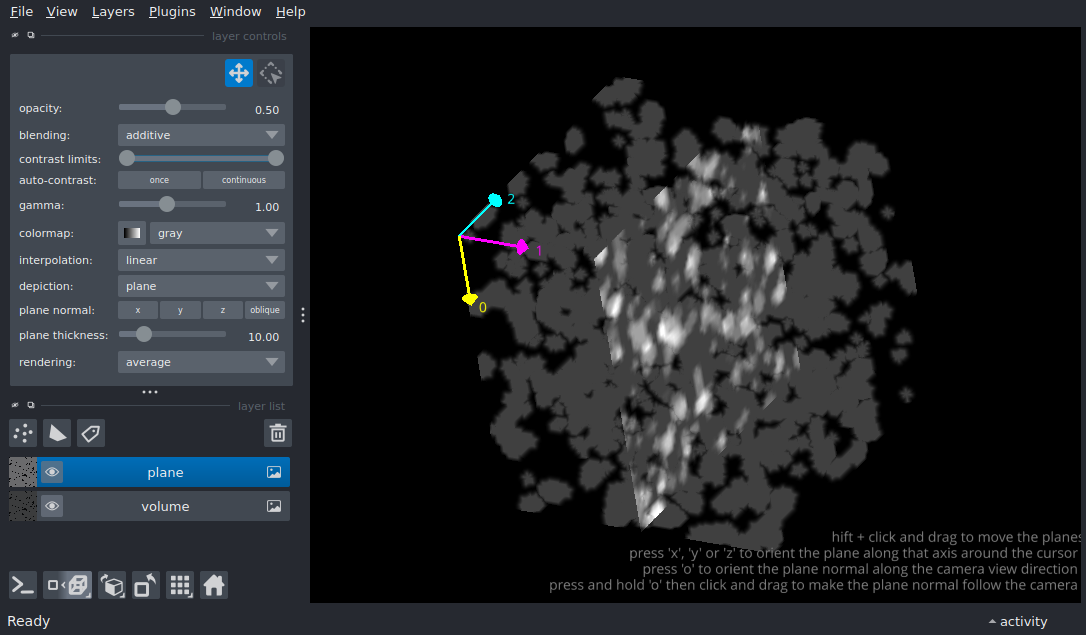 File View Layers Plugins Window Help
layer controls
opacity: 0.50
blending: additive
contrast limits:
auto-contrast: once continuous
gamma: 1.00
colormap: gray
interpolation: linear
depiction: plane
plane normal: x y z oblique
plane thickness: 10.00
rendering: average
layer list
plane
volume
2
1
0
hift + click and drag to move the planes
press 'x', 'y' or 'z' to orient the plane along that axis around the cursor
press 'o' to orient the plane normal along the camera view direction
press and hold 'o' then click and drag to make the plane normal follow the camera
Ready activity